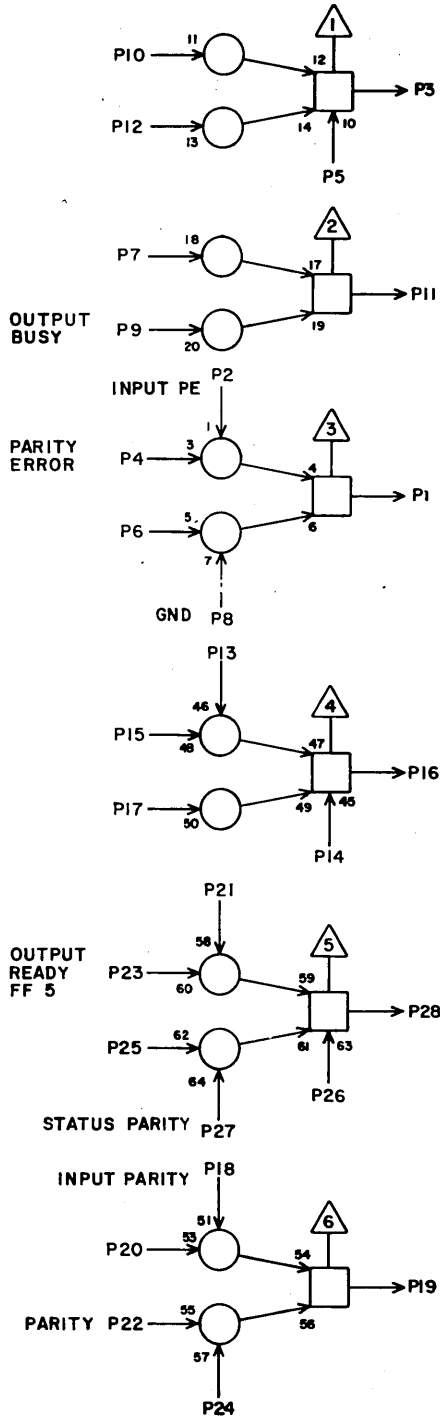 1
11
P10
12
P3
P12
13
14
10
P5
2
18
P7
17
P11
OUTPUT
BUSY
P9
20
19
P2
INPUT PE
3
1
PARITY
ERROR
P4
3
4
P1
P6
5
6
7
GND P8
P13
4
46
P15
48
47
P16
P17
50
49
45
P14
P21
5
OUTPUT
READY
FF 5
58
P23
60
59
P28
P25
62
61
63
64
P26
STATUS PARITY P27
INPUT PARITY P18
6
51
P20
53
54
P19
PARITY P22
55
56
57
P24